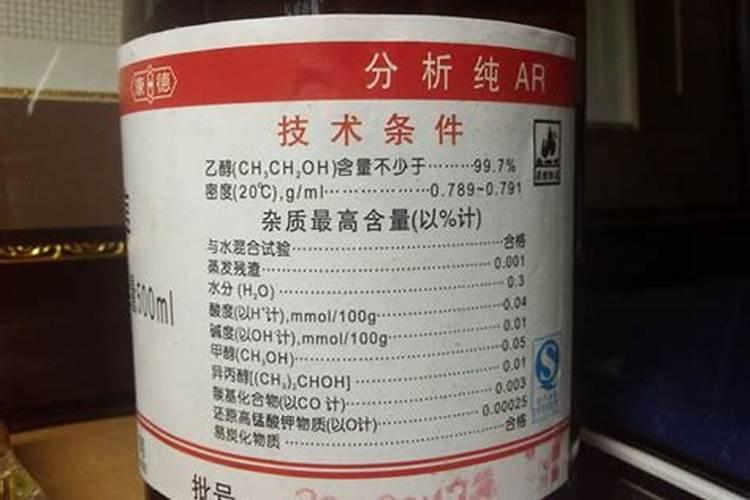 康德
分析纯 AR
技术条件
乙醇(CH₃CH₂OH)含量不少于………99.7%
密度(20℃),g/ml………………0.789~0.791
杂质最高含量(以%计)
与水混合试验………………合格
蒸发残渣………………0.001
水分(H₂O)………………0.3
酸度(以H⁺计),mmol/100g………………0.04
碱度(以OH⁻计),mmol/100g………………0.01
甲醇(CH₃OH)………………0.05
异丙醇[(CH₃)₂CHOH]………………0.01
羰基化合物(以CO计)………………0.003
还原高锰酸钾物质(以O计)………………0.00025
易炭化物质………………合格
500ml
批号